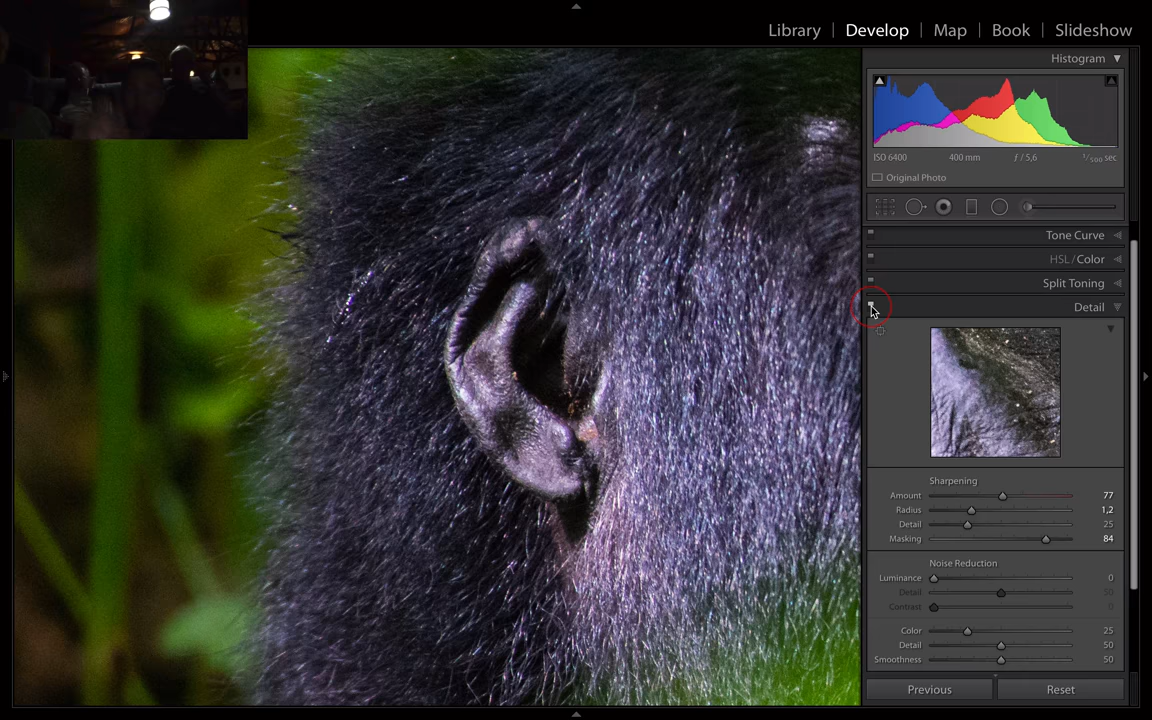 Library | Develop | Map | Book | Slideshow
Histogram
ISO 6400 400 mm ƒ / 5,6 1/500 sec
Original Photo
Tone Curve
HSL / Color
Split Toning
Detail
Sharpening
Amount 77
Radius 1,2
Detail 25
Masking 84
Noise Reduction
Luminance 0
Detail 50
Contrast 0
Color 25
Detail 50
Smoothness 50
Previous Reset